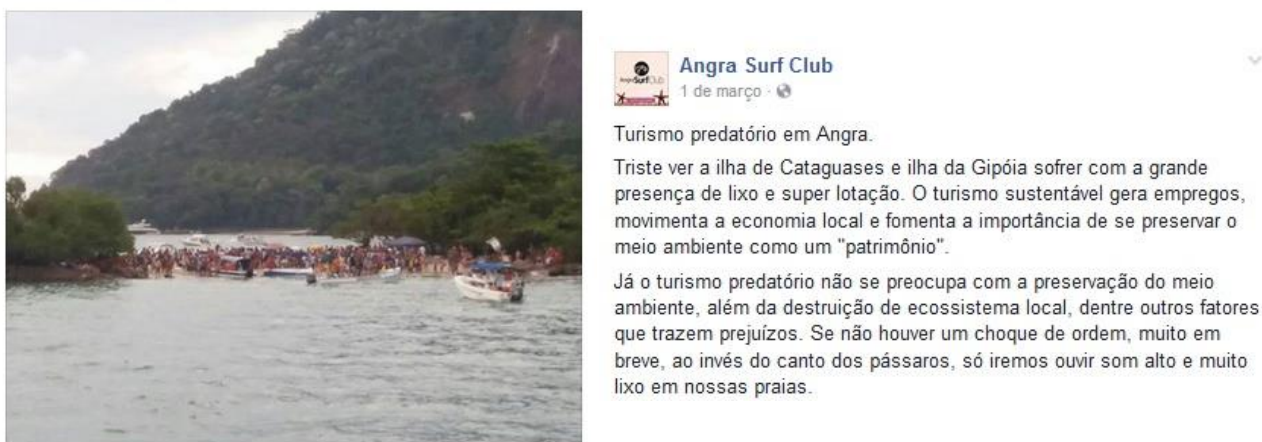 Angra Surf Club
1 de março
Turismo predatório em Angra.
Triste ver a ilha de Cataguases e ilha da Gipóia sofrer com a grande
presença de lixo e super lotação. O turismo sustentável gera empregos,
movimenta a economia local e fomenta a importância de se preservar o
meio ambiente como um "patrimônio".
Já o turismo predatório não se preocupa com a preservação do meio
ambiente, além da destruição de ecossistema local, dentre outros fatores
que trazem prejuízos. Se não houver um choque de ordem, muito em
breve, ao invés do canto dos pássaros, só iremos ouvir som alto e muito
lixo em nossas praias.